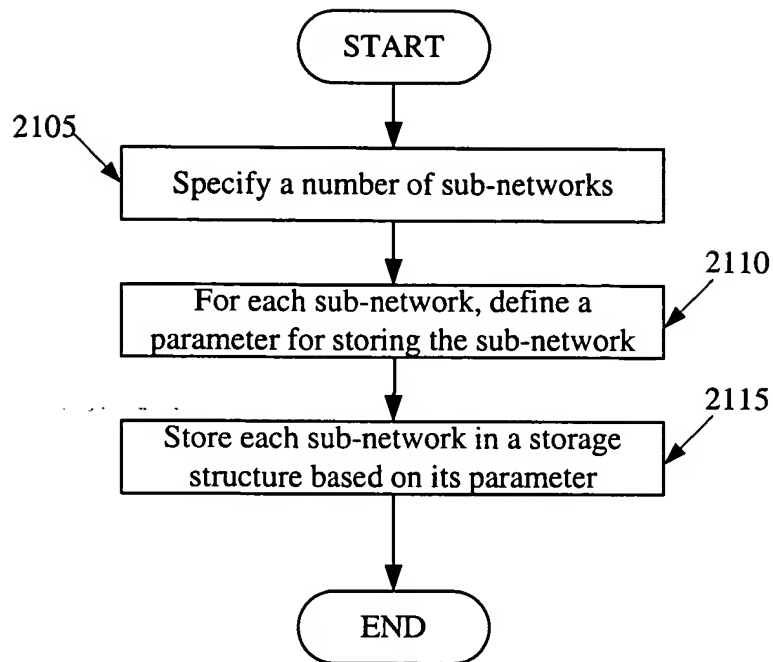 START
2105
Specify a number of sub-networks
2110
For each sub-network, define a
parameter for storing the sub-network
2115
Store each sub-network in a storage
structure based on its parameter
END